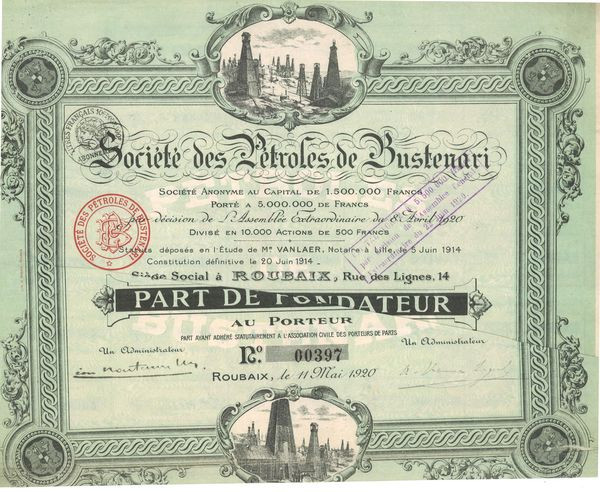 Société des Pétroles de Bustenari
SOCIÉTÉ ANONYME AU CAPITAL DE 1.500.000 FRANCS
PORTÉ A 5.000.000 DE FRANCS
par décision de l'Assemblée Extraordinaire du 8 Avril 1920
DIVISÉ EN 10.000 ACTIONS DE 500 FRANCS
Statuts déposés en l'Étude de Me VANLAER, Notaire à Lille, le 5 Juin 1914
Constitution définitive le 20 Juin 1914
SOCIÉTÉ DES PÉTROLES DE BUSTENARI
Siège Social à ROUBAIX, Rue des Lignes, 14
PART DE FONDATEUR
AU PORTEUR
PART AYANT ADHÉRÉ STATUTAIREMENT À L'ASSOCIATION CIVILE DES PORTEURS DE PARTS
Un Administrateur
Un Administrateur
No 00397
ROUBAIX, le 11 Mai 1920